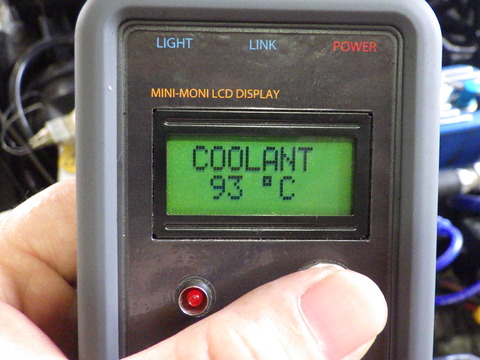 LIGHT LINK POWER
MINI-MONI LCD DISPLAY
COOLANT
93 °C